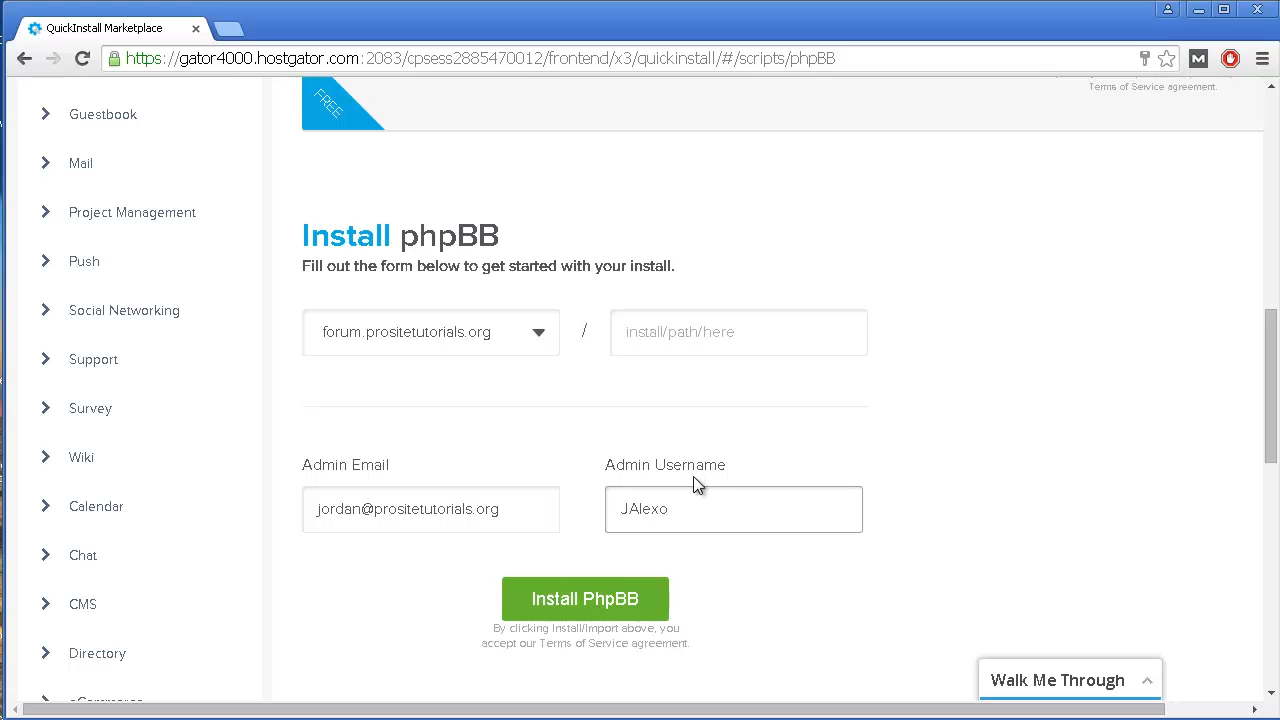 QuickInstall Marketplace
https://gator4000.hostgator.com:2083/cpsess2885470012/frontend/x3/quickinstall/#/scripts/phpBB
Terms of Service agreement.
FREE
Guestbook
Mail
Project Management
Push
Social Networking
Support
Survey
Wiki
Calendar
Chat
CMS
Directory
Install phpBB
Fill out the form below to get started with your install.
forum.prositetutorials.org / install/path/here
Admin Email Admin Username
jordan@prositetutorials.org JAlexo
Install PhpBB
By clicking Install/Import above, you
accept our Terms of Service agreement.
Walk Me Through